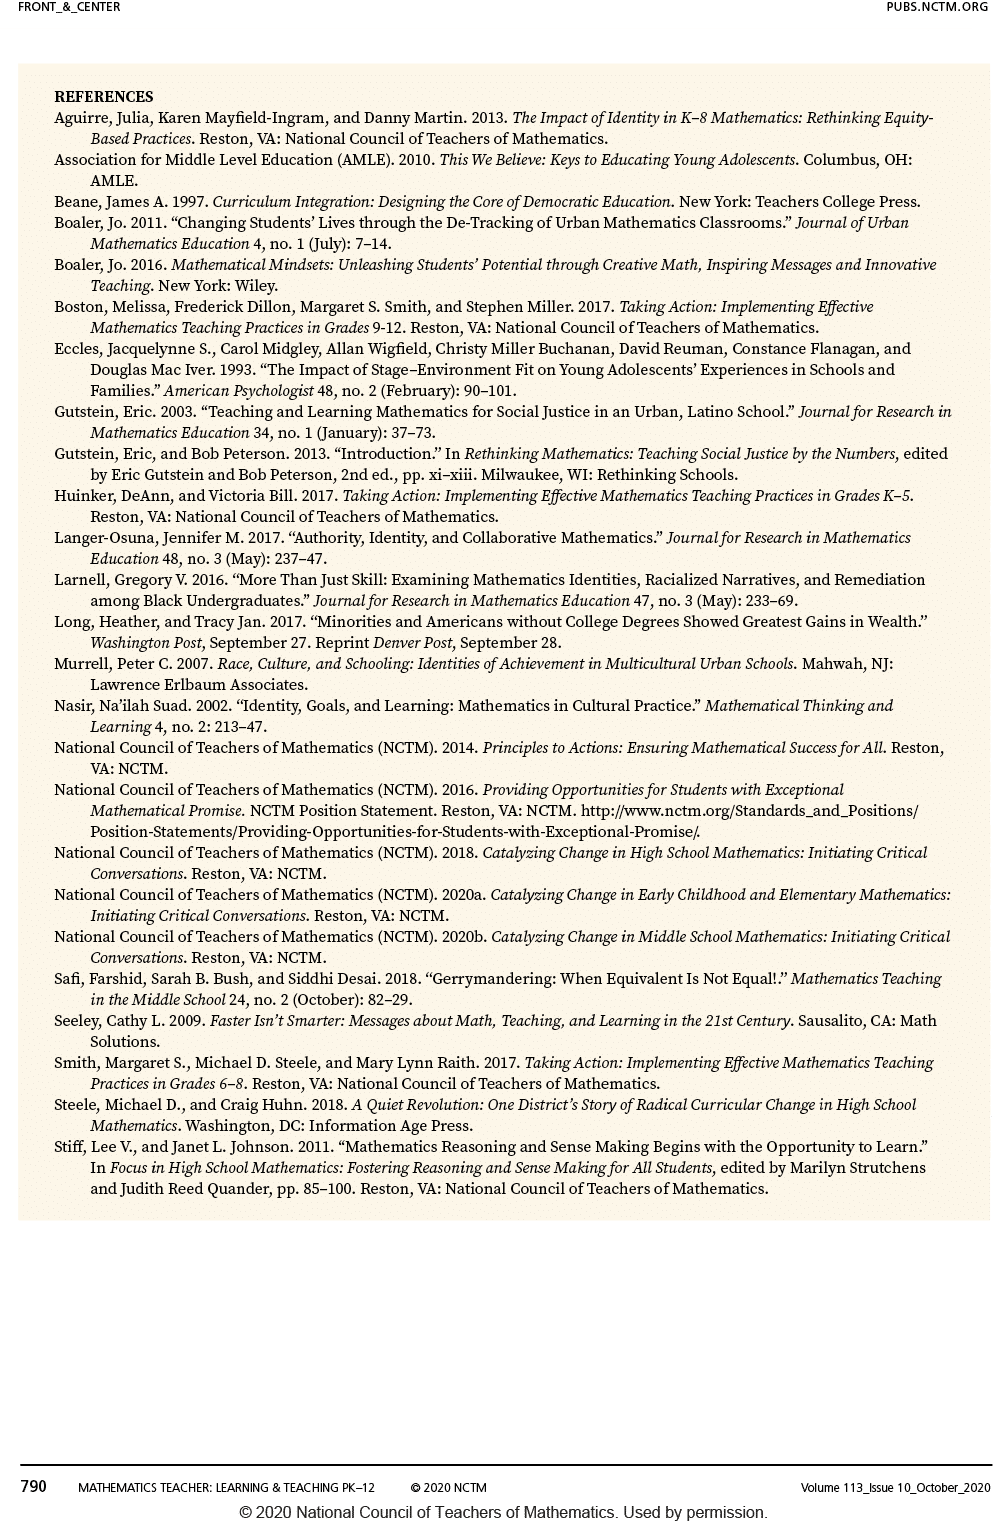 FRONT_&_CENTER
PUBS.NCTM.ORG
REFERENCES
Aguirre, Julia, Karen Mayfield-Ingram, and Danny Martin. 2013. The Impact of Identity in K–8 Mathematics: Rethinking Equity-
Based Practices. Reston, VA: National Council of Teachers of Mathematics.
Association for Middle Level Education (AMLE). 2010. This We Believe: Keys to Educating Young Adolescents. Columbus, OH:
AMLE.
Beane, James A. 1997. Curriculum Integration: Designing the Core of Democratic Education. New York: Teachers College Press.
Boaler, Jo. 2011. “Changing Students’ Lives through the De-Tracking of Urban Mathematics Classrooms.” Journal of Urban
Mathematics Education 4, no. 1 (July): 7–14.
Boaler, Jo. 2016. Mathematical Mindsets: Unleashing Students’ Potential through Creative Math, Inspiring Messages and Innovative
Teaching. New York: Wiley.
Boston, Melissa, Frederick Dillon, Margaret S. Smith, and Stephen Miller. 2017. Taking Action: Implementing Effective
Mathematics Teaching Practices in Grades 9-12. Reston, VA: National Council of Teachers of Mathematics.
Eccles, Jacquelynne S., Carol Midgley, Allan Wigfield, Christy Miller Buchanan, David Reuman, Constance Flanagan, and
Douglas Mac Iver. 1993. “The Impact of Stage–Environment Fit on Young Adolescents’ Experiences in Schools and
Families.” American Psychologist 48, no. 2 (February): 90–101.
Gutstein, Eric. 2003. “Teaching and Learning Mathematics for Social Justice in an Urban, Latino School.” Journal for Research in
Mathematics Education 34, no. 1 (January): 37–73.
Gutstein, Eric, and Bob Peterson. 2013. “Introduction.” In Rethinking Mathematics: Teaching Social Justice by the Numbers, edited
by Eric Gutstein and Bob Peterson, 2nd ed., pp. xi–xiii. Milwaukee, WI: Rethinking Schools.
Huinker, DeAnn, and Victoria Bill. 2017. Taking Action: Implementing Effective Mathematics Teaching Practices in Grades K–5.
Reston, VA: National Council of Teachers of Mathematics.
Langer-Osuna, Jennifer M. 2017. “Authority, Identity, and Collaborative Mathematics.” Journal for Research in Mathematics
Education 48, no. 3 (May): 237–47.
Larnell, Gregory V. 2016. “More Than Just Skill: Examining Mathematics Identities, Racialized Narratives, and Remediation
among Black Undergraduates.” Journal for Research in Mathematics Education 47, no. 3 (May): 233–69.
Long, Heather, and Tracy Jan. 2017. “Minorities and Americans without College Degrees Showed Greatest Gains in Wealth.”
Washington Post, September 27. Reprint Denver Post, September 28.
Murrell, Peter C. 2007. Race, Culture, and Schooling: Identities of Achievement in Multicultural Urban Schools. Mahwah, NJ:
Lawrence Erlbaum Associates.
Nasir, Na’ilah Suad. 2002. “Identity, Goals, and Learning: Mathematics in Cultural Practice.” Mathematical Thinking and
Learning 4, no. 2: 213–47.
National Council of Teachers of Mathematics (NCTM). 2014. Principles to Actions: Ensuring Mathematical Success for All. Reston,
VA: NCTM.
National Council of Teachers of Mathematics (NCTM). 2016. Providing Opportunities for Students with Exceptional
Mathematical Promise. NCTM Position Statement. Reston, VA: NCTM. http://www.nctm.org/Standards_and_Positions/
Position-Statements/Providing-Opportunities-for-Students-with-Exceptional-Promise/.
National Council of Teachers of Mathematics (NCTM). 2018. Catalyzing Change in High School Mathematics: Initiating Critical
Conversations. Reston, VA: NCTM.
National Council of Teachers of Mathematics (NCTM). 2020a. Catalyzing Change in Early Childhood and Elementary Mathematics:
Initiating Critical Conversations. Reston, VA: NCTM.
National Council of Teachers of Mathematics (NCTM). 2020b. Catalyzing Change in Middle School Mathematics: Initiating Critical
Conversations. Reston, VA: NCTM.
Safi, Farshid, Sarah B. Bush, and Siddhi Desai. 2018. “Gerrymandering: When Equivalent Is Not Equal!.” Mathematics Teaching
in the Middle School 24, no. 2 (October): 82–29.
Seeley, Cathy L. 2009. Faster Isn’t Smarter: Messages about Math, Teaching, and Learning in the 21st Century. Sausalito, CA: Math
Solutions.
Smith, Margaret S., Michael D. Steele, and Mary Lynn Raith. 2017. Taking Action: Implementing Effective Mathematics Teaching
Practices in Grades 6–8. Reston, VA: National Council of Teachers of Mathematics.
Steele, Michael D., and Craig Huhn. 2018. A Quiet Revolution: One District’s Story of Radical Curricular Change in High School
Mathematics. Washington, DC: Information Age Press.
Stiff, Lee V., and Janet L. Johnson. 2011. “Mathematics Reasoning and Sense Making Begins with the Opportunity to Learn.”
In Focus in High School Mathematics: Fostering Reasoning and Sense Making for All Students, edited by Marilyn Strutchens
and Judith Reed Quander, pp. 85–100. Reston, VA: National Council of Teachers of Mathematics.
790 MATHEMATICS TEACHER: LEARNING & TEACHING PK–12 © 2020 NCTM Volume 113_Issue 10_October_2020
© 2020 National Council of Teachers of Mathematics. Used by permission.